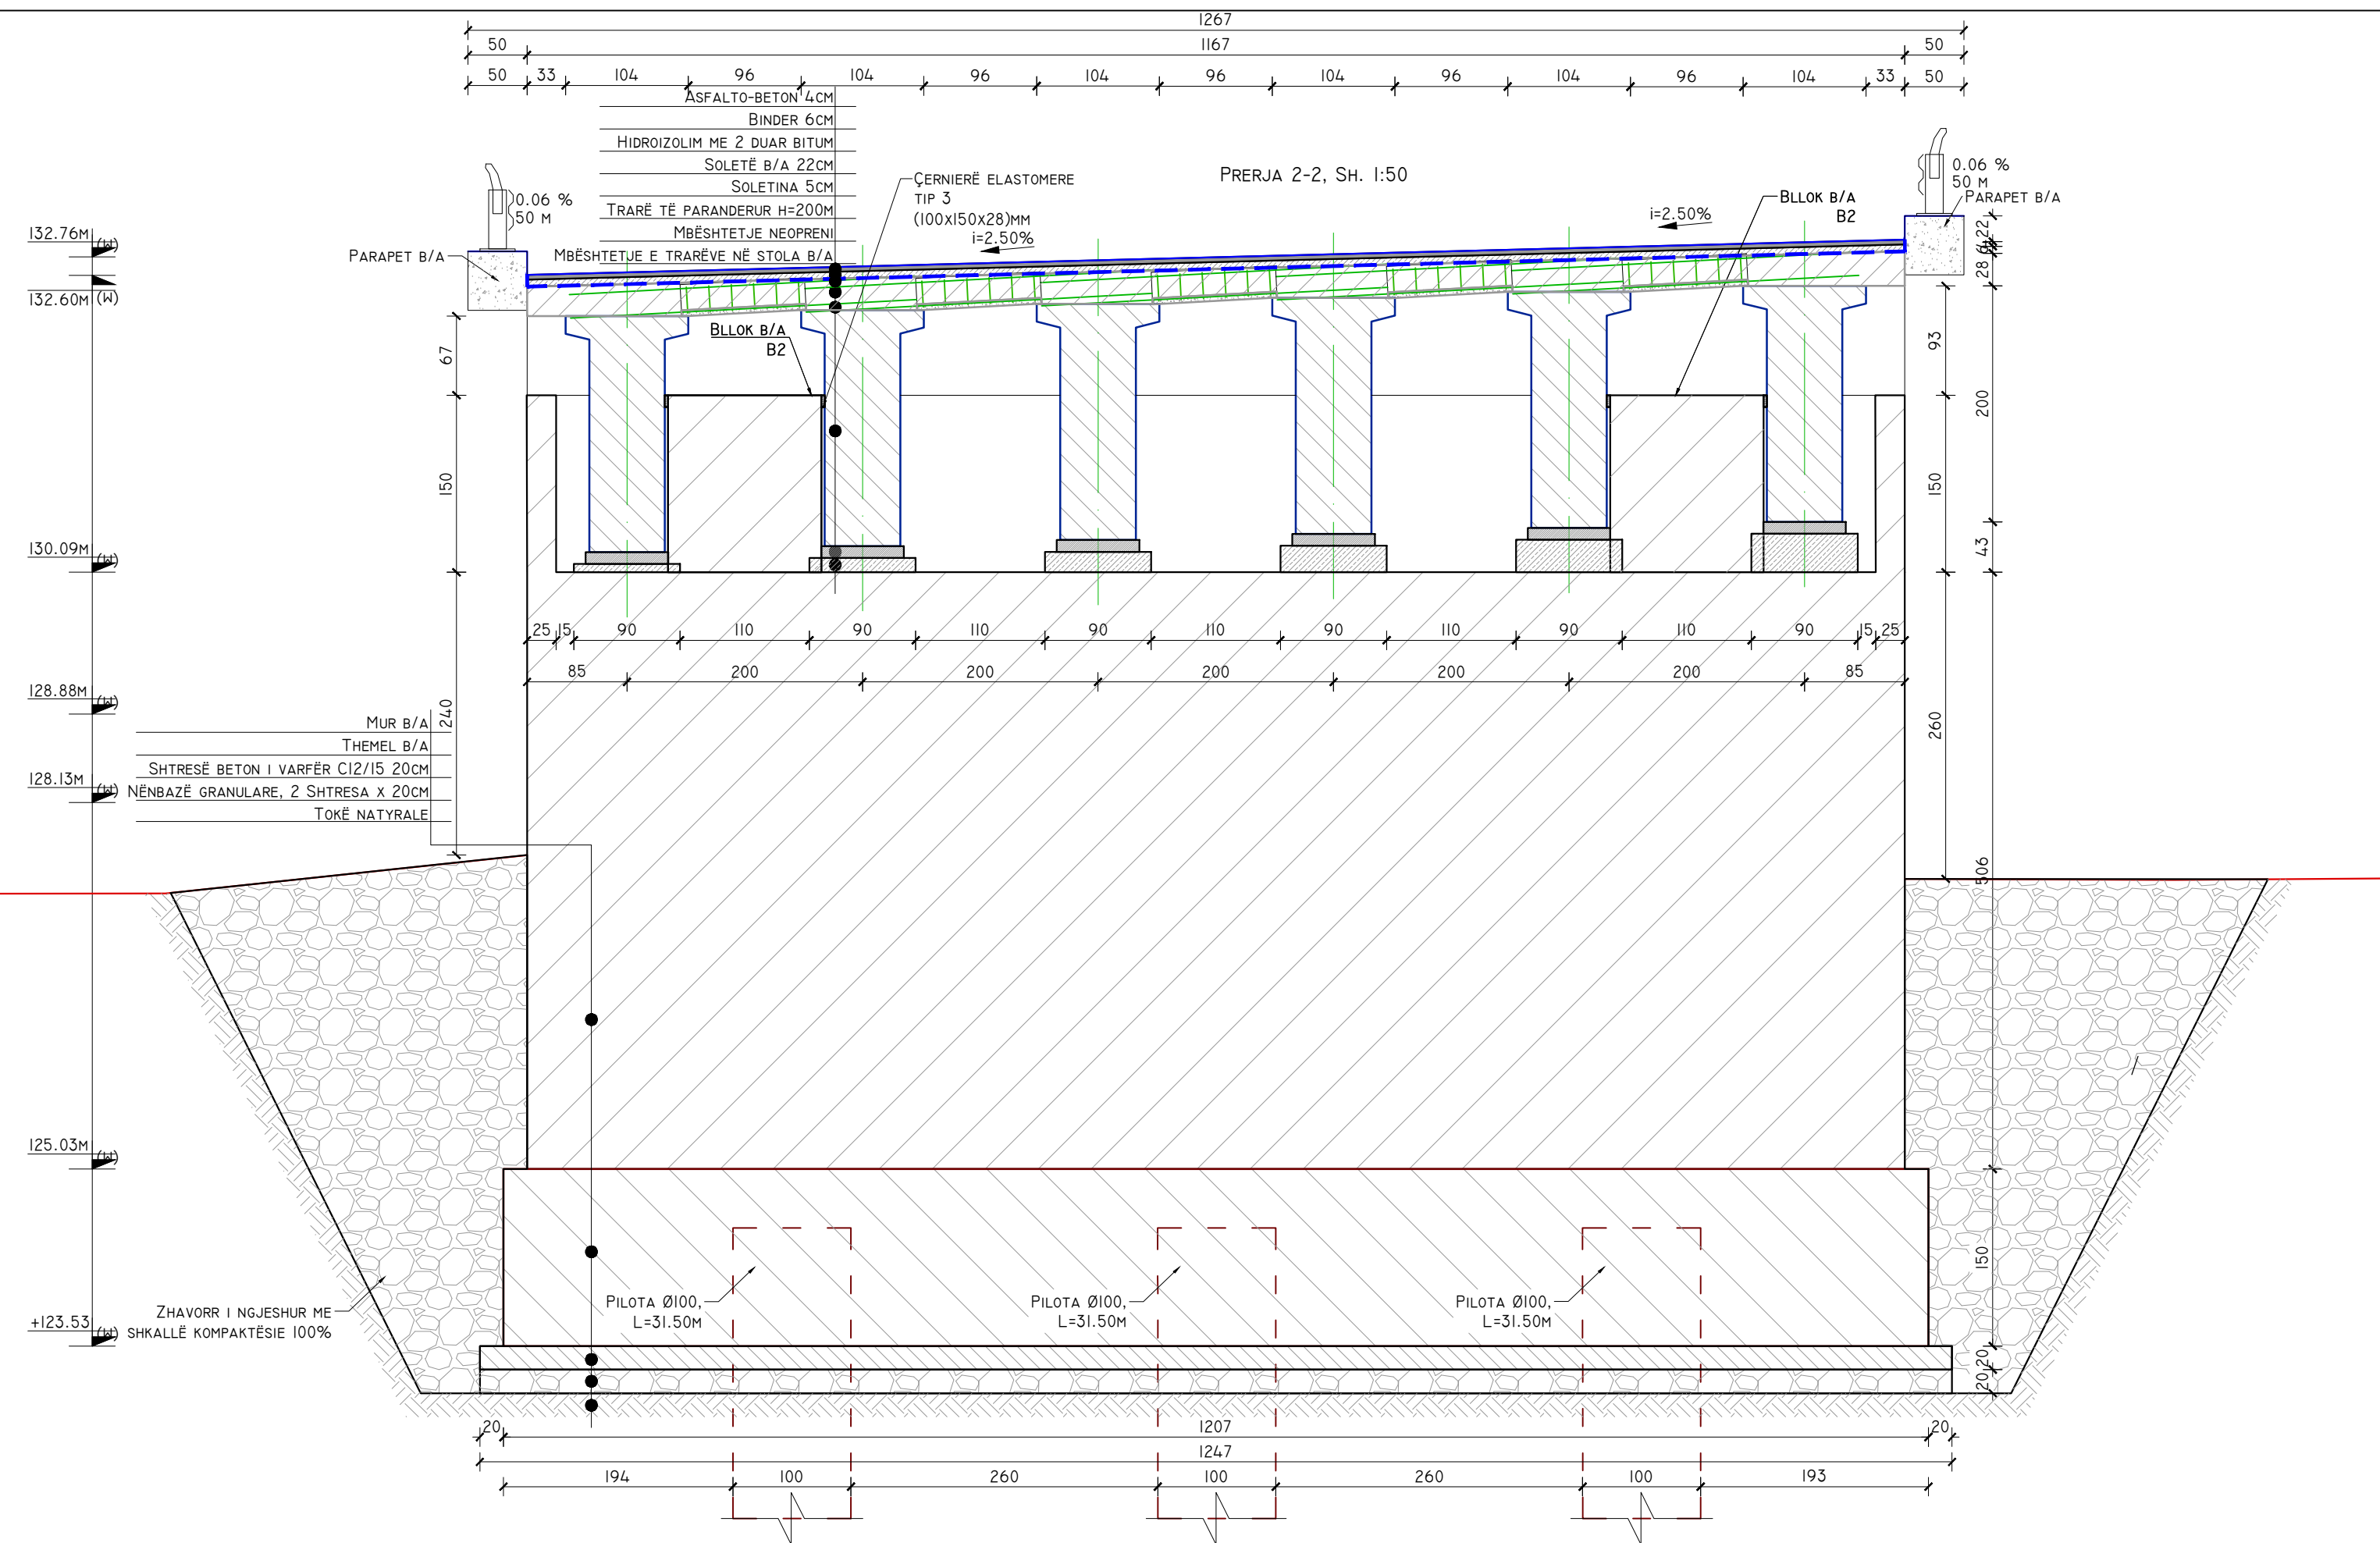 1267
50 1167 50
50 33 104 96 104 96 104 96 104 96 104 96 104 33 50
Asfalto-beton 4cm
Binder 6cm
Hidroizolim me 2 duar bitum
Soletë b/a 22cm
Soletina 5cm
Trarë të paranderur h=200m
Mbështetje neopreni
Mbështetje e trarëve në stola b/a
Çernierë elastomere
tip 3
(100x150x28)mm
i=2.50%
Prerja 2-2, Sh. 1:50
i=2.50%
Bllok b/a
B2
0.06 %
50 m
Parapet b/a
0.06 %
50 m
Parapet b/a
Bllok b/a
B2
132.76m (W)
132.60m (W)
130.09m (W)
128.88m (W)
128.13m (W)
125.03m (W)
+123.53 (W)
67
150
240
22
28
93
200
150
43
260
506
150
20
20
25 15 90 110 90 110 90 110 90 110 90 110 90 15 25
85 200 200 200 200 200 85
Mur b/a
Themel b/a
Shtresë beton i varfër C12/15 20cm
Nënbazë granulare, 2 Shtresa x 20cm
Tokë natyrale
Zhavorr i ngjeshur me
shkallë kompaktësie 100%
Pilota Ø100,
L=31.50m
Pilota Ø100,
L=31.50m
Pilota Ø100,
L=31.50m
20 1207 20
1247
194 100 260 100 260 100 193